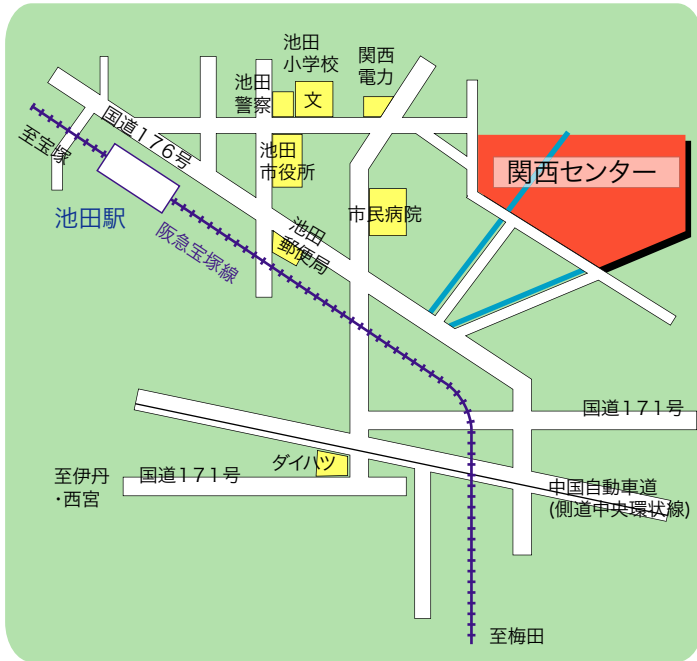 池田
小学校
関西
電力
池田
警察
文
国道176号
至宝塚
池田
市役所
関西センター
池田駅
市民病院
阪急宝塚線
池田
郵便局
国道171号
ダイハツ
至伊丹
・西宮
国道171号
中国自動車道
(側道中央環状線)
至梅田